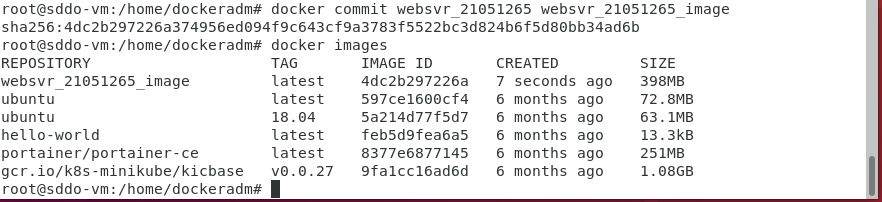 root@sddo-vm:/home/dockeradm# docker commit websvr_21051265 websvr_21051265_image
sha256:4dc2b297226a374956ed094f9c643cf9a3783f5522bc3d824b6f5d80bb34ad6b
root@sddo-vm:/home/dockeradm# docker images
REPOSITORY TAG IMAGE ID CREATED SIZE
websvr_21051265_image latest 4dc2b297226a 7 seconds ago 398MB
ubuntu latest 597ce1600cf4 6 months ago 72.8MB
ubuntu 18.04 5a214d77f5d7 6 months ago 63.1MB
hello-world latest feb5d9fea6a5 6 months ago 13.3kB
portainer/portainer-ce latest 8377e6877145 6 months ago 251MB
gcr.io/k8s-minikube/kicbase v0.0.27 9fa1cc16ad6d 6 months ago 1.08GB
root@sddo-vm:/home/dockeradm#